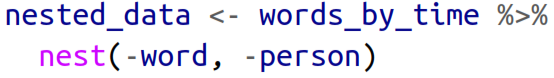 nested_data <- words_by_time %>%
  nest(-word, -person)